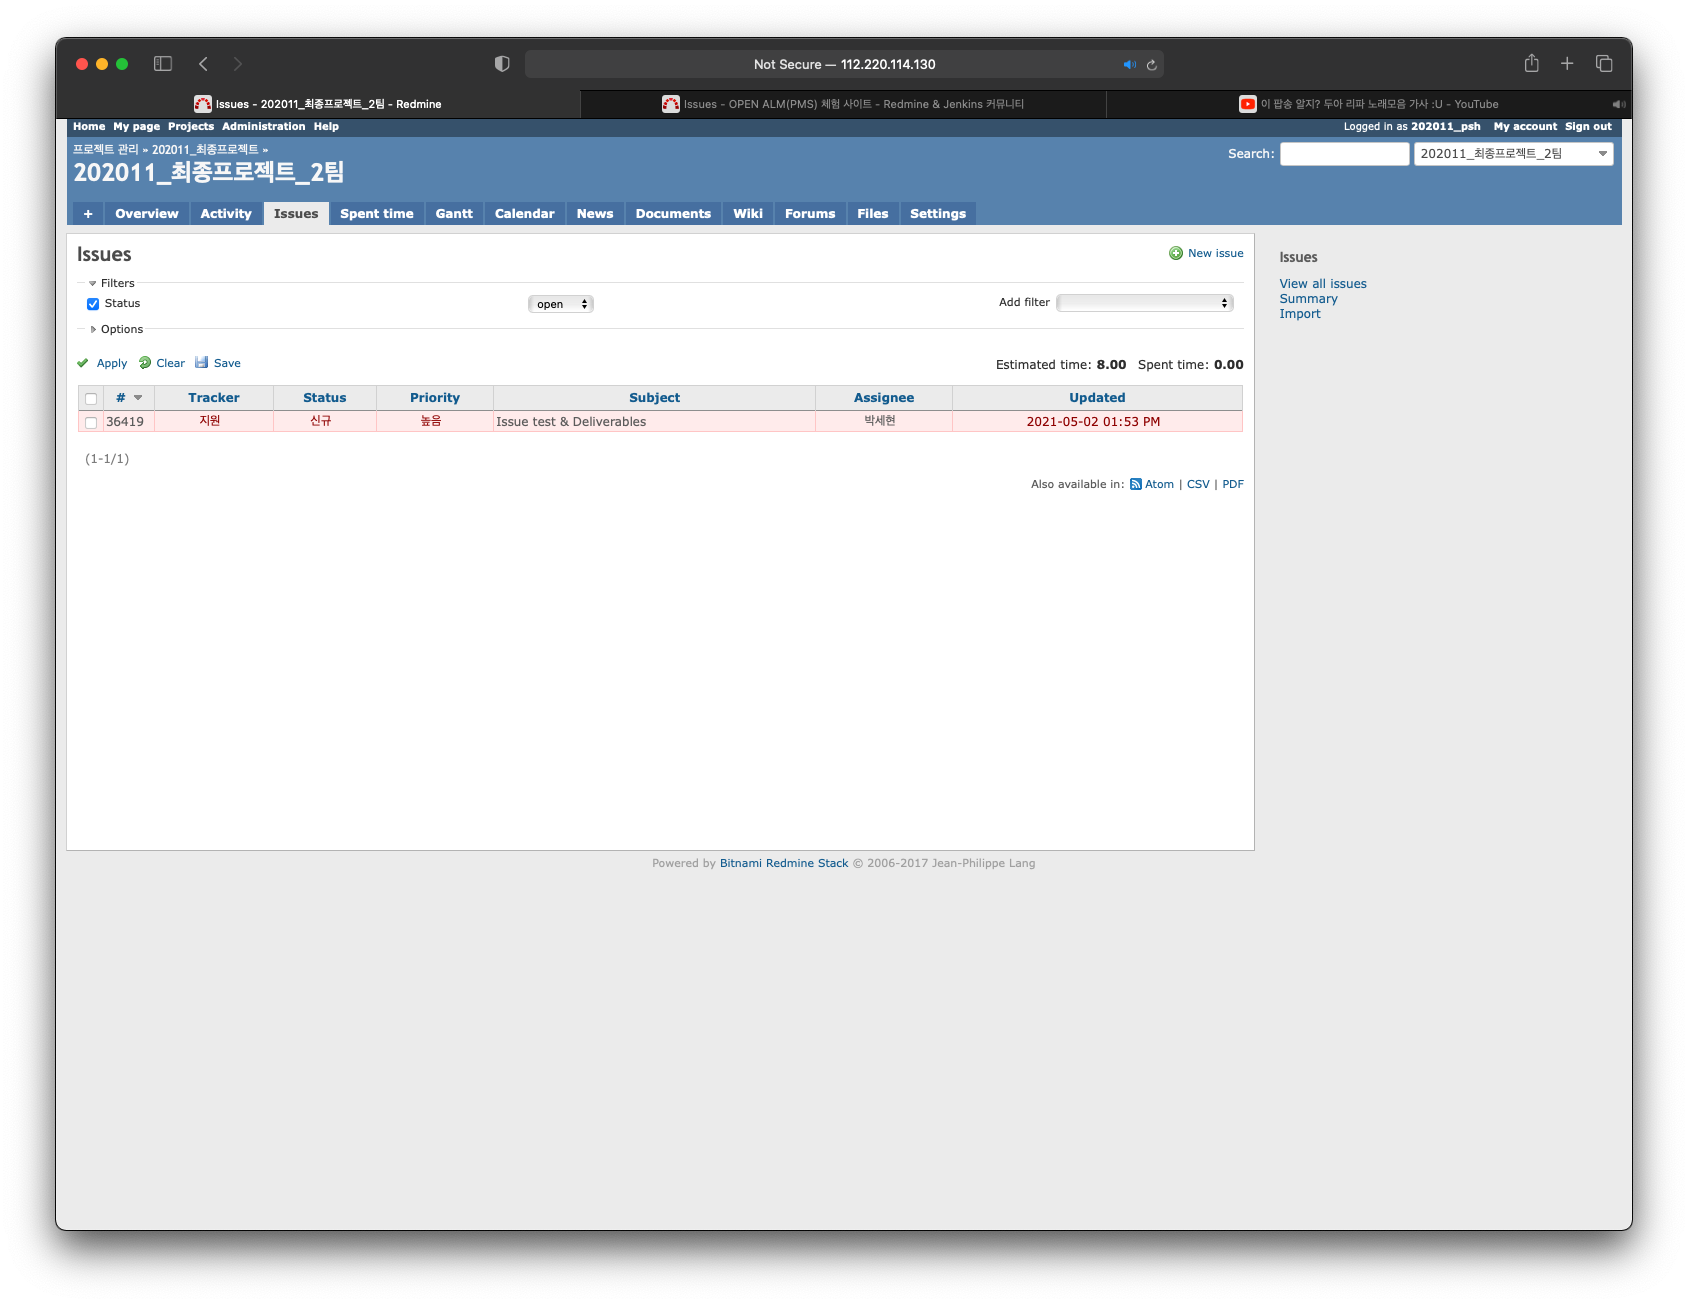 Not Secure — 112.220.114.130
Issues - 202011_최종프로젝트_2팀 - Redmine
Issues - OPEN ALM(PMS) 체험 사이트 - Redmine & Jenkins 커뮤니티
이 팝송 알지? 두아 리파 노래모음 가사 :U - YouTube
Home My page Projects Administration Help
Logged in as 202011_psh My account Sign out
프로젝트 관리 » 202011_최종프로젝트 »
202011_최종프로젝트_2팀
Search:
202011_최종프로젝트_2팀
+ Overview Activity Issues Spent time Gantt Calendar News Documents Wiki Forums Files Settings
Issues
New issue
Filters
Status
open
Add filter
Options
Apply Clear Save
Estimated time: 8.00 Spent time: 0.00
# Tracker Status Priority Subject Assignee Updated
36419 지원 신규 높음 Issue test & Deliverables 박세현 2021-05-02 01:53 PM
(1-1/1)
Also available in: Atom | CSV | PDF
Issues
View all issues
Summary
Import
Powered by Bitnami Redmine Stack © 2006-2017 Jean-Philippe Lang